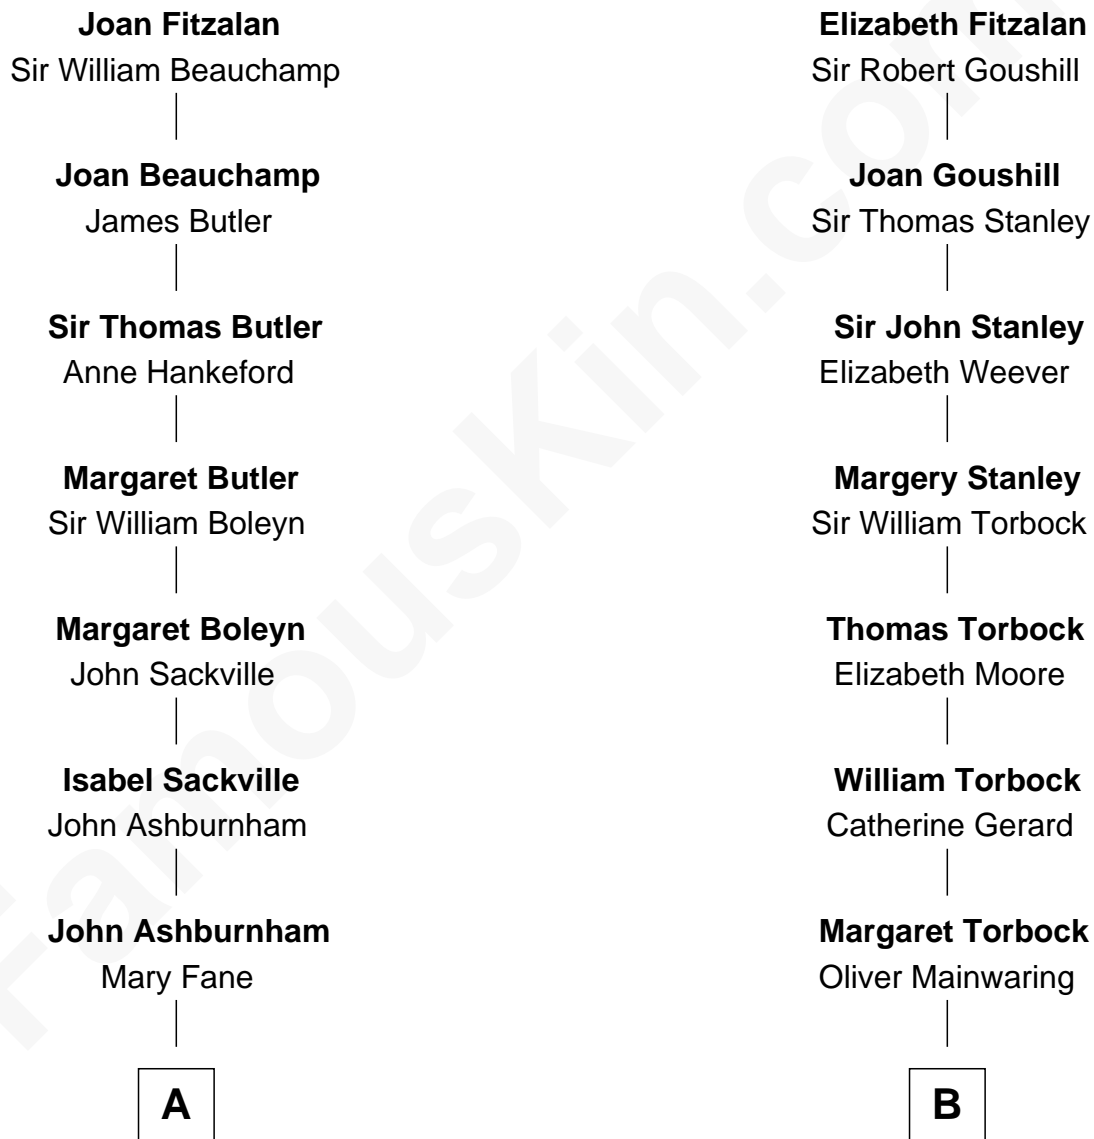 Joan Fitzalan
Sir William Beauchamp
Joan Beauchamp
James Butler
Sir Thomas Butler
Anne Hankeford
Margaret Butler
Sir William Boleyn
Margaret Boleyn
John Sackville
Isabel Sackville
John Ashburnham
John Ashburnham
Mary Fane
A
Elizabeth Fitzalan
Sir Robert Goushill
Joan Goushill
Sir Thomas Stanley
Sir John Stanley
Elizabeth Weever
Margery Stanley
Sir William Torbock
Thomas Torbock
Elizabeth Moore
William Torbock
Catherine Gerard
Margaret Torbock
Oliver Mainwaring
B
FamousKin.com